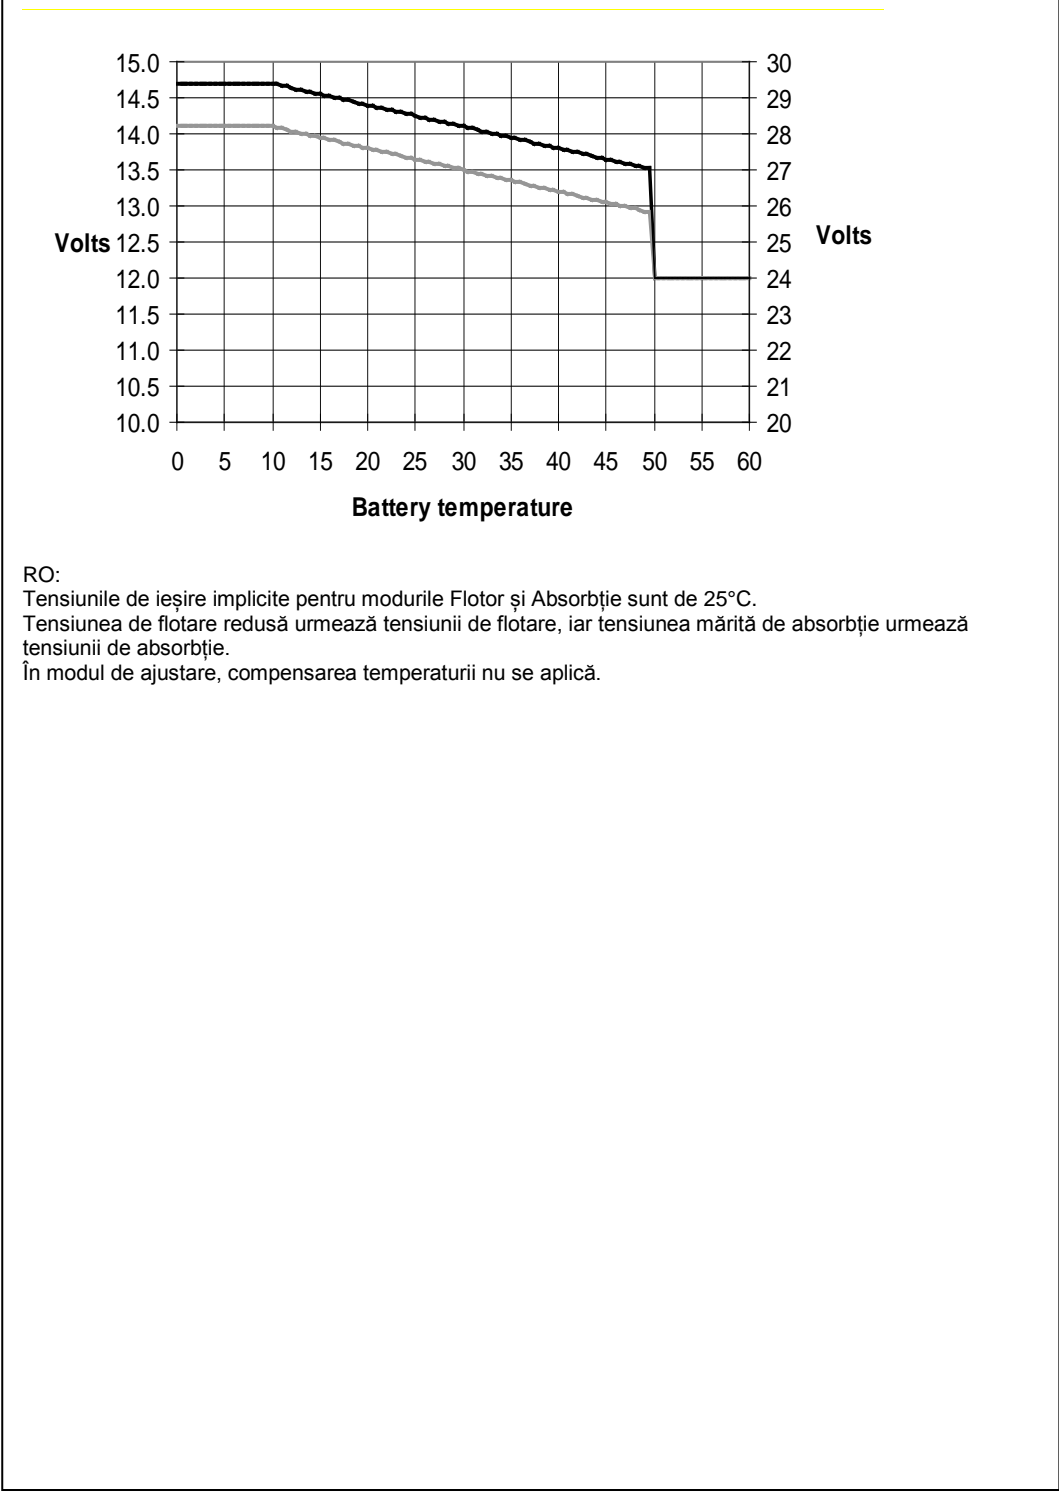 15.0 30
14.5 29
14.0 28
13.5 27
13.0 26
Volts 12.5 25 Volts
12.0 24
11.5 23
11.0 22
10.5 21
10.0 20
0 5 10 15 20 25 30 35 40 45 50 55 60
Battery temperature
RO:
Tensiunile de ieșire implicite pentru modurile Flotor și Absorbție sunt de 25°C.
Tensiunea de flotare redusă urmează tensiunii de flotare, iar tensiunea mărită de absorbție urmează
tensiunii de absorbție.
În modul de ajustare, compensarea temperaturii nu se aplică.